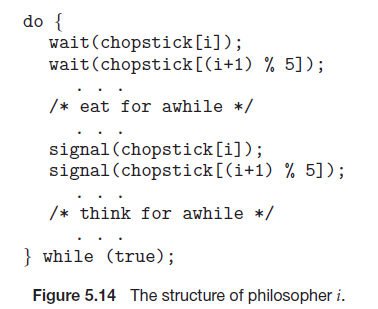 do {
wait(chopstick[i]);
wait(chopstick[(i+1) % 5]);
. . .
/* eat for awhile */
. . .
signal(chopstick[i]);
signal(chopstick[(i+1) % 5]);
. . .
/* think for awhile */
. . .
} while (true);
Figure 5.14 The structure of philosopher i.